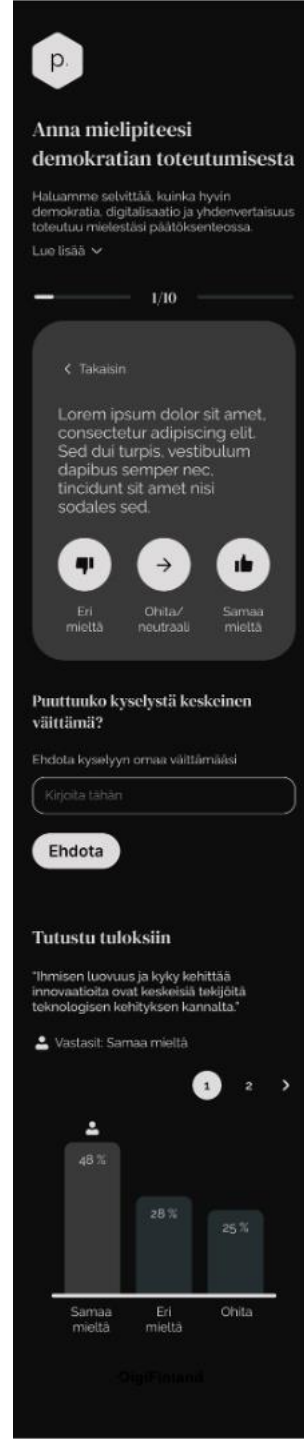 p.
Anna mielipiteesi
demokratian toteutumisesta
Haluamme selvittää, kuinka hyvin
demokratia, digitalisaatio ja yhdenvertaisuus
toteutuu mielestäsi päätöksenteossa.
Lue lisää
1/10
Takaisin
Lorem ipsum dolor sit amet,
consectetur adipiscing elit.
Sed dui turpis, vestibulum
dapibus semper nec,
tincidunt sit amet nisi
sodales sed.
Eri
mieltä
Ohita/
neutraali
Samaa
mieltä
Puuttuuko kyselystä keskeinen
väittämä?
Ehdota kyselyyn omaa väittämääsi
Kirjoita tähän
Ehdota
Tutustu tuloksiin
"Ihmisen luovuus ja kyky kehittää
innovaatioita ovat keskeisiä tekijöitä
teknologisen kehityksen kannalta."
Vastasit: Samaa mieltä
1 2
48 %
28 %
25 %
Samaa
mieltä
Eri
mieltä
Ohita
DigiFinland